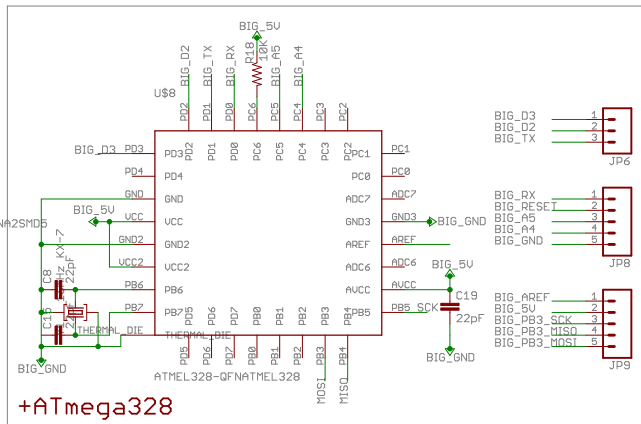 BIG_5V
R18
10K
BIG_D2
BIG_TX
BIG_RX
BIG_A5
BIG_A4
U$8
PD2
PD1
PD0
PC6
PC5
PC4
PC3
PC2
PD2
PD1
PD0
PC6
PC5
PC4
PC3
PC2
BIG_D3
PD3
PD3
PC1
PC1
PD4
PD4
PC0
PC0
GND
GND
ADC7
ADC7
BIG_5V
VCC
VCC
GND3
GND3
BIG_GND
NA2SMD5
GND2
GND2
AREF
AREF
VCC2
VCC2
ADC6
ADC6
BIG_5V
C8
22pF
KX-7
PB6
PB6
AVCC
AVCC
C19
22pF
PB7
PB7
PB5
PB5
SCK
THERMAL_DIE
THERMAL_DIE
PD5
PD6
PD7
PB0
PB1
PB2
PB3
PB4
PD5
PD6
PD7
PB0
PB1
PB2
PB3
PB4
BIG_GND
BIG_GND
ATMEL328-QFNATMEL328
MOSI
MISO
+ATmega328
BIG_D3 1
BIG_D2 2
BIG_TX 3
JP6
BIG_RX 1
BIG_RESET 2
BIG_A5 3
BIG_A4 4
BIG_GND 5
JP8
BIG_AREF 1
BIG_5V 2
BIG_PB3_SCK 3
BIG_PB3_MISO 4
BIG_PB3_MOSI 5
JP9